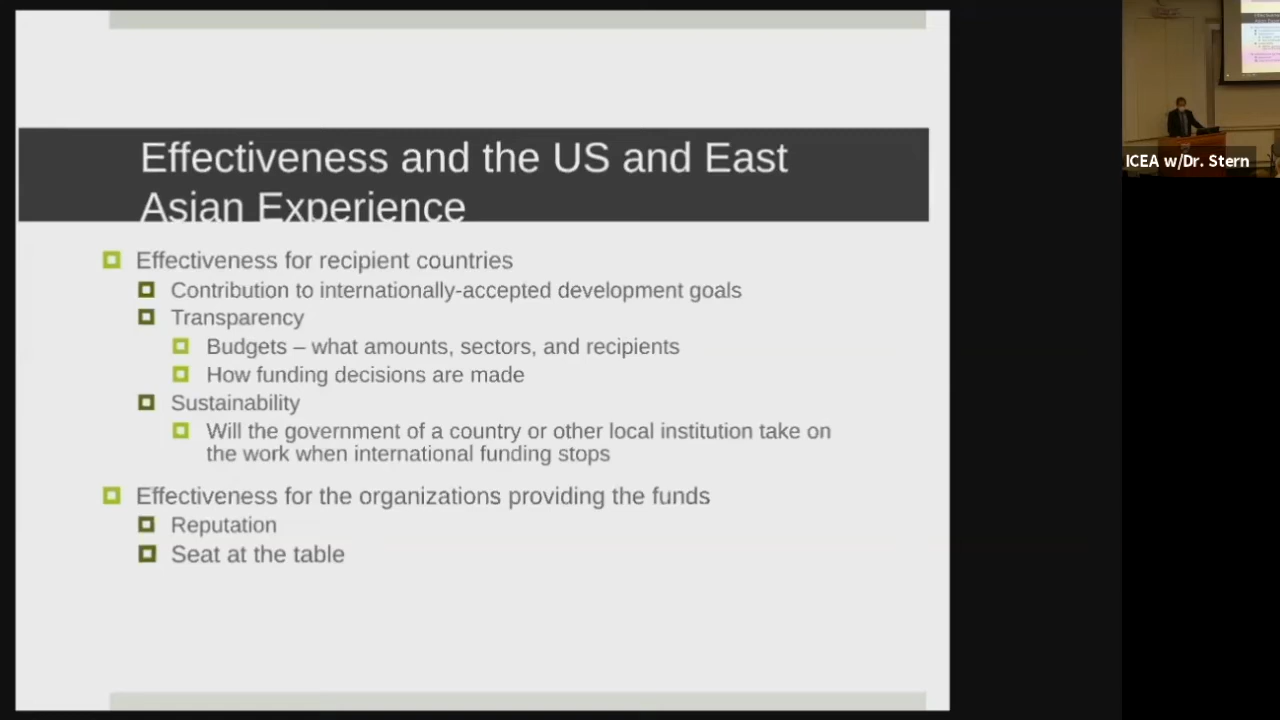 Effectiveness and the US and East
Asian Experience
Effectiveness for recipient countries
Contribution to internationally-accepted development goals
Transparency
Budgets – what amounts, sectors, and recipients
How funding decisions are made
Sustainability
Will the government of a country or other local institution take on
the work when international funding stops
Effectiveness for the organizations providing the funds
Reputation
Seat at the table
ICEA w/Dr. Stern